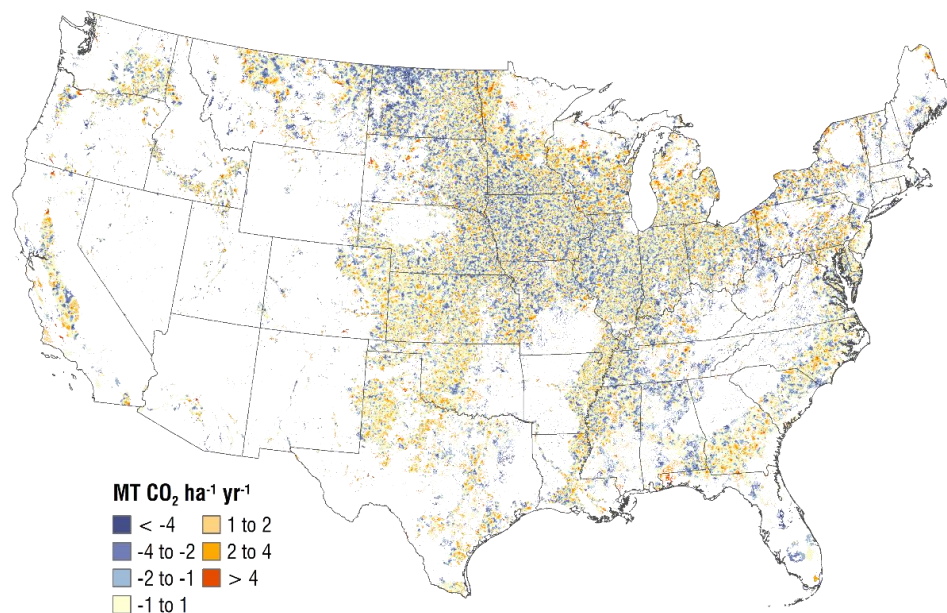 MT CO₂ ha⁻¹ yr⁻¹
< -4
-4 to -2
-2 to -1
-1 to 1
1 to 2
2 to 4
> 4